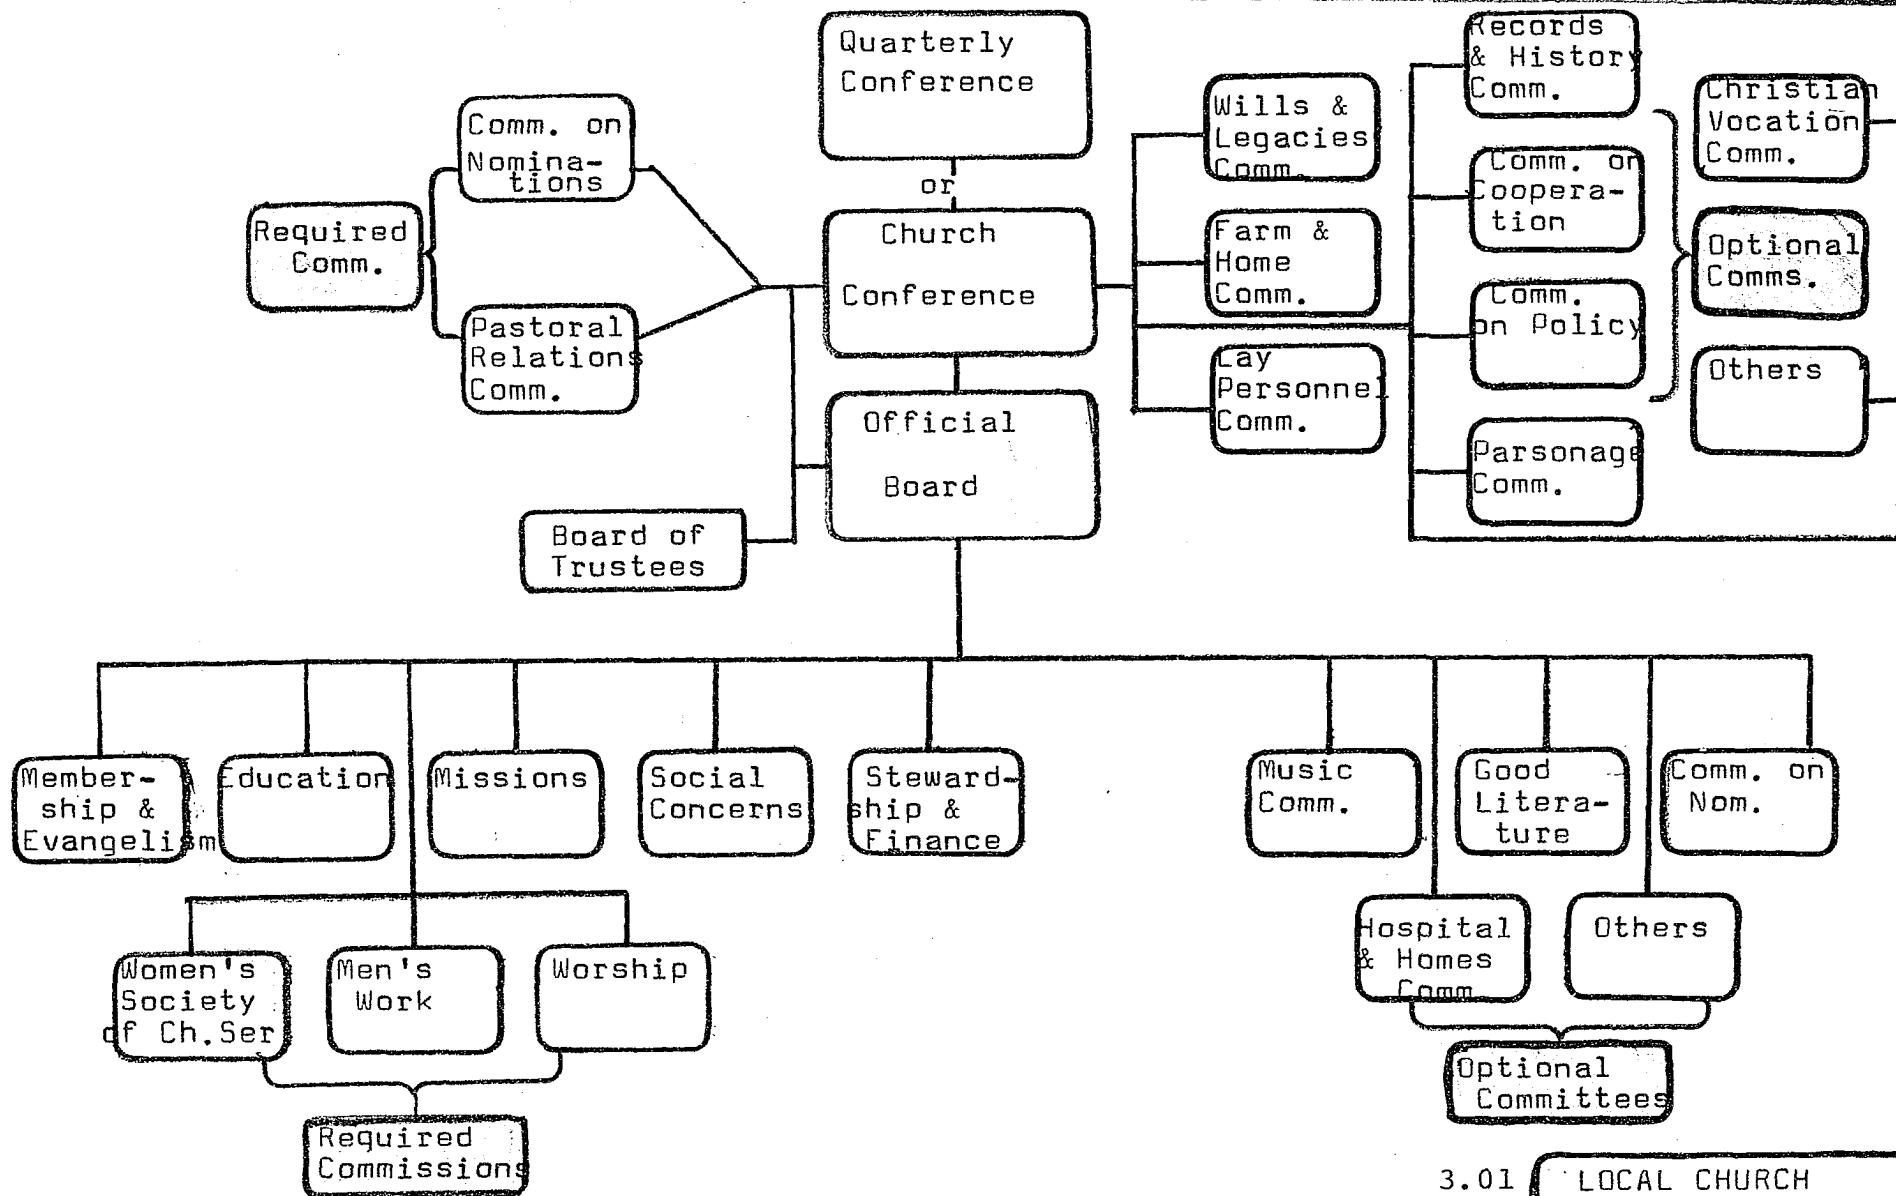 Quarterly
Conference
or
Church
Conference
Official
Board
Required
Comm.
Comm. on
Nomina-
tions
Pastoral
Relations
Comm.
Board of
Trustees
Wills &
Legacies
Comm.
Farm &
Home
Comm.
Lay
Personnel
Comm.
Records
& History
Comm.
Comm. on
Coopera-
tion
Comm.
on Policy
Parsonage
Comm.
Christian
Vocation
Comm.
Optional
Comms.
Others
Member-
ship &
Evangelism
Education
Missions
Social
Concerns
Steward-
ship &
Finance
Music
Comm.
Good
Litera-
ture
Comm. on
Nom.
Women's
Society
of Ch.Ser
Men's
Work
Worship
Hospital
& Homes
Comm
Others
Required
Commissions
Optional
Committees
3.01 LOCAL CHURCH